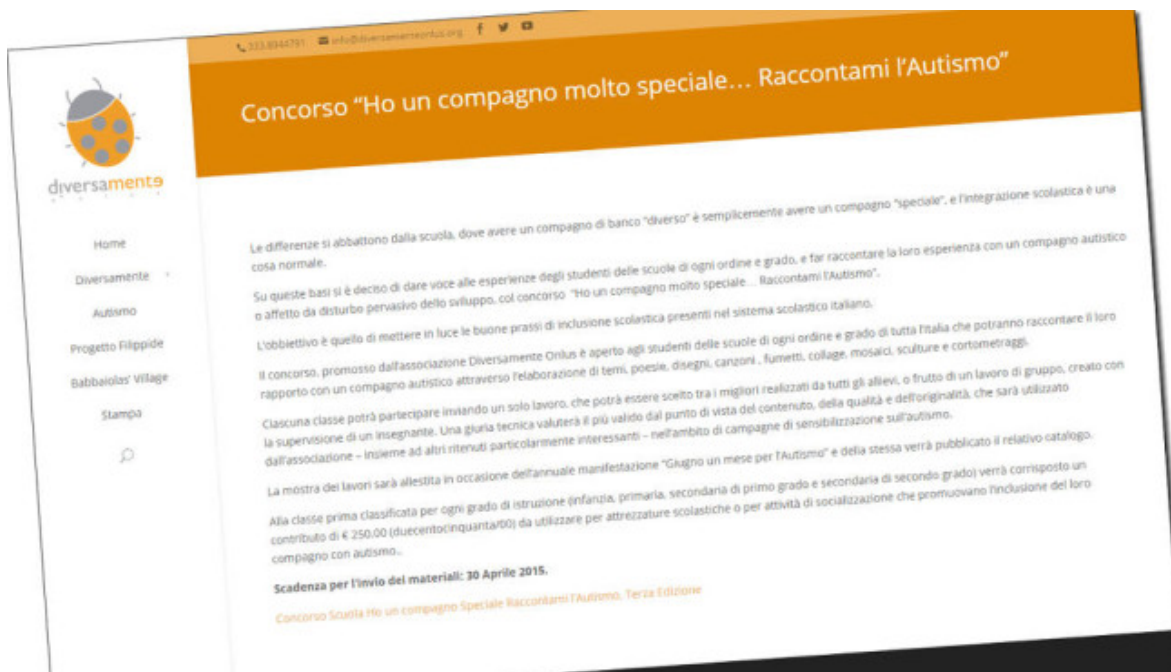 333.8944791 info@diversamenteonlus.org
Concorso “Ho un compagno molto speciale… Raccontami l’Autismo”
diversamente
Home
Diversamente
Autismo
Progetto Filippide
Babbaiolas' Village
Stampa
Le differenze si abbattono dalla scuola, dove avere un compagno di banco “diverso” è semplicemente avere un compagno “speciale”, e l’integrazione scolastica è una
cosa normale.
Su queste basi si è deciso di dare voce alle esperienze degli studenti delle scuole di ogni ordine e grado, e far raccontare la loro esperienza con un compagno autistico
o affetto da disturbo pervasivo dello sviluppo, col concorso “Ho un compagno molto speciale… Raccontami l’Autismo”.
L’obbiettivo è quello di mettere in luce le buone prassi di inclusione scolastica presenti nel sistema scolastico italiano.
Il concorso, promosso dall’associazione Diversamente Onlus è aperto agli studenti delle scuole di ogni ordine e grado di tutta l’Italia che potranno raccontare il loro
rapporto con un compagno autistico attraverso l’elaborazione di temi, poesie, disegni, canzoni , fumetti, collage, mosaici, sculture e cortometraggi.
Ciascuna classe potrà partecipare inviando un solo lavoro, che potrà essere scelto tra i migliori realizzati da tutti gli allievi, o frutto di un lavoro di gruppo, creato con
la supervisione di un insegnante. Una giuria tecnica valuterà il più valido dal punto di vista del contenuto, della qualità e dell’originalità, che sarà utilizzato
dall’associazione – insieme ad altri ritenuti particolarmente interessanti – nell’ambito di campagne di sensibilizzazione sull’autismo.
La mostra dei lavori sarà allestita in occasione dell’annuale manifestazione “Giugno un mese per l’Autismo” e della stessa verrà pubblicato il relativo catalogo.
Alla classe prima classificata per ogni grado di istruzione (infanzia, primaria, secondaria di primo grado e secondaria di secondo grado) verrà corrisposto un
contributo di € 250,00 (duecentocinquanta/00) da utilizzare per attrezzature scolastiche o per attività di socializzazione che promuovano l’inclusione del loro
compagno con autismo..
Scadenza per l’invio dei materiali: 30 Aprile 2015.
Concorso Scuola Ho un compagno Speciale Raccontami l’Autismo, Terza Edizione